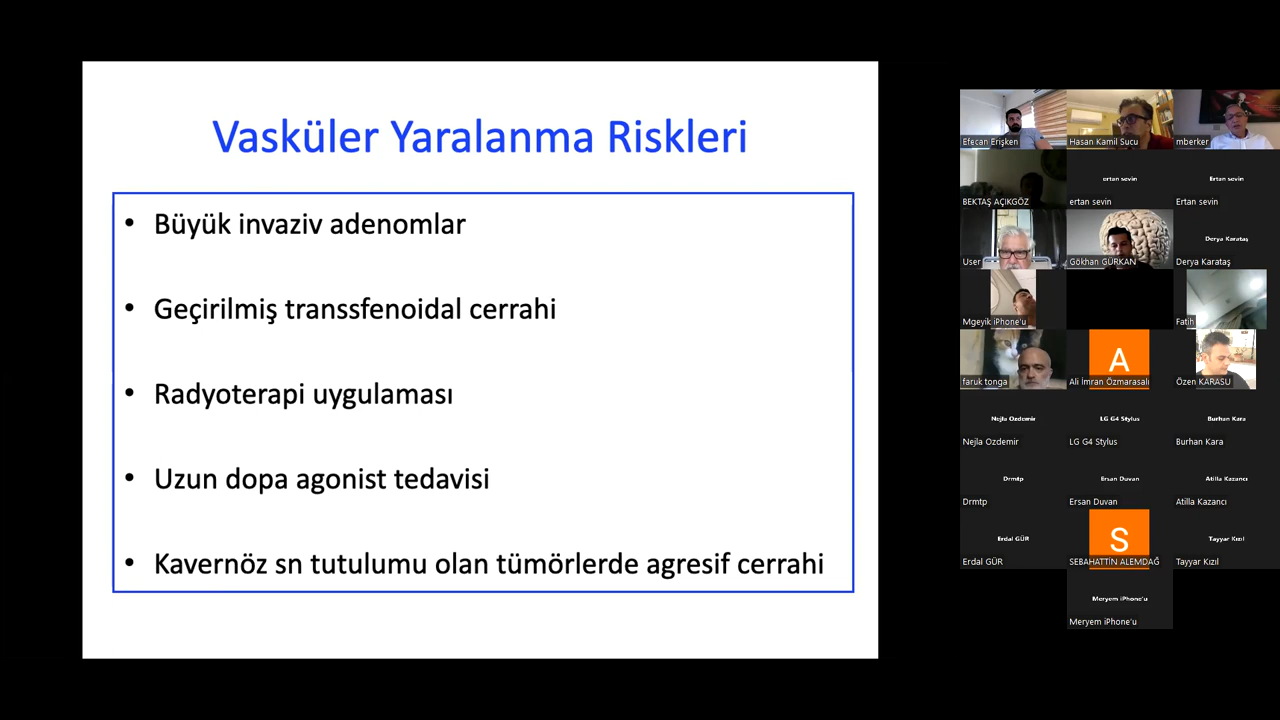 Vasküler Yaralanma Riskleri
• Büyük invaziv adenomlar
• Geçirilmiş transsfenoidal cerrahi
• Radyoterapi uygulaması
• Uzun dopa agonist tedavisi
• Kavernöz sn tutulumu olan tümörlerde agresif cerrahi
Efecan Erişken
Hasan Kamil Sucu
mberker
BEKTAŞ AÇIKGÖZ
ertan sevin
ertan sevin
Ertan sevin
Ertan sevin
User
Gökhan GÜRKAN
Derya Karataş
Derya Karataş
Mgeyik iPhone'u
Fatih
faruk tonga
A
Ali İmran Özmarasalı
Özen KARASU
Nejla Ozdemir
Nejla Ozdemir
LG G4 Stylus
LG G4 Stylus
Burhan Kara
Burhan Kara
Drmtp
Drmtp
Ersan Duvan
Ersan Duvan
Atilla Kazancı
Atilla Kazancı
Erdal GÜR
Erdal GÜR
S
SEBAHATTİN ALEMDAĞ
Tayyar Kızıl
Tayyar Kızıl
Meryem iPhone'u
Meryem iPhone'u